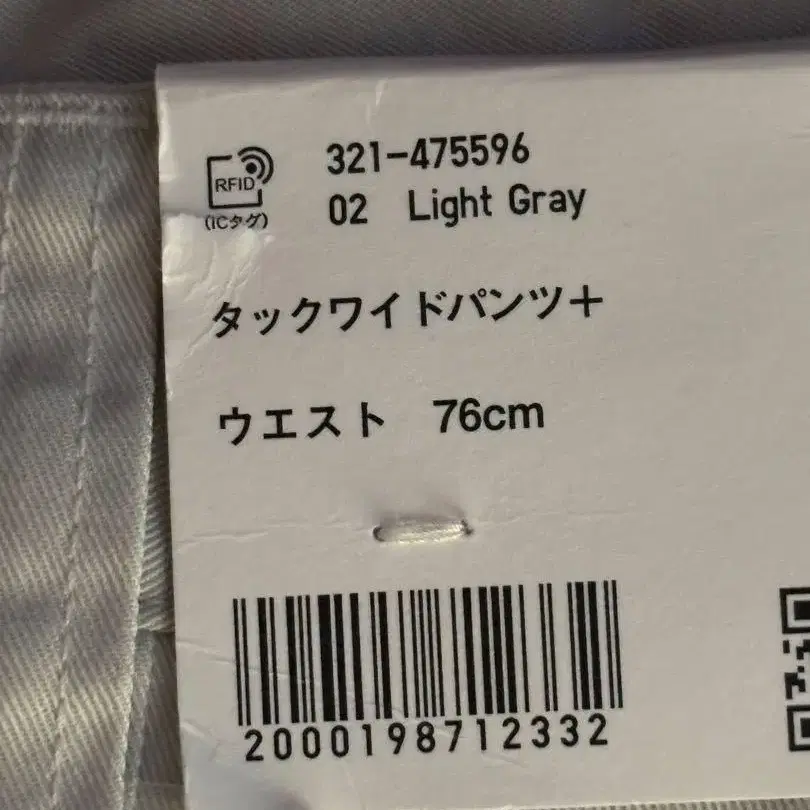 321-475596
RFID
02 Light Gray
(ICタグ)
タックワイドパンツ+
ウエスト 76cm
2000198712332